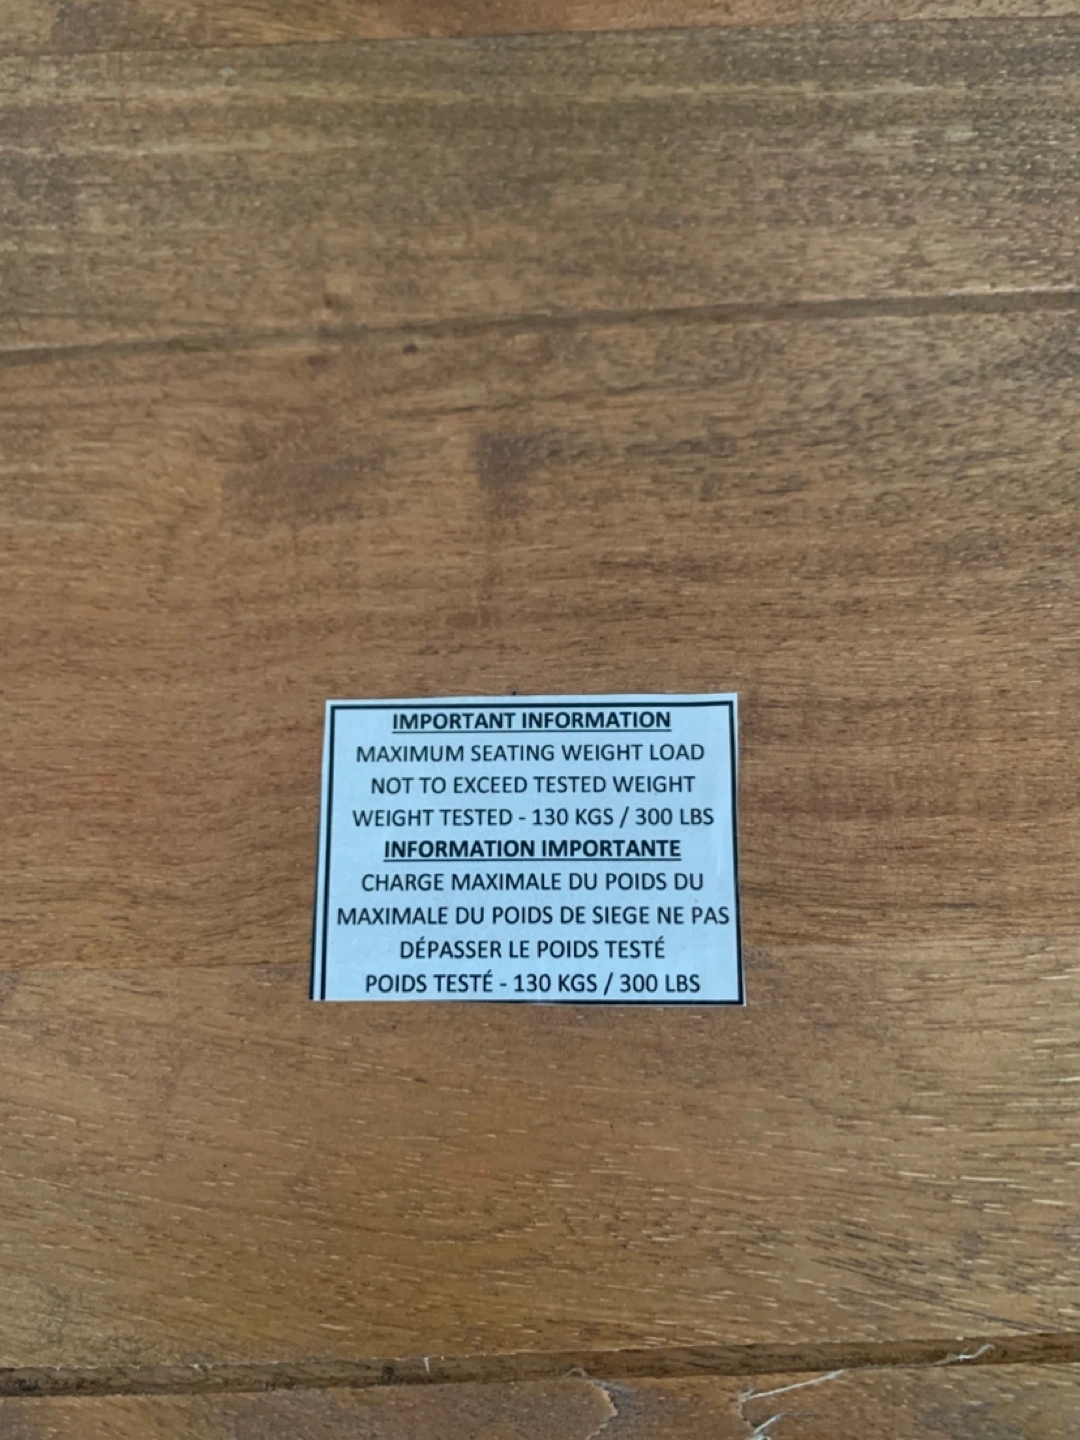 IMPORTANT INFORMATION
MAXIMUM SEATING WEIGHT LOAD
NOT TO EXCEED TESTED WEIGHT
WEIGHT TESTED - 130 KGS / 300 LBS
INFORMATION IMPORTANTE
CHARGE MAXIMALE DU POIDS DU
MAXIMALE DU POIDS DE SIEGE NE PAS
DÉPASSER LE POIDS TESTÉ
POIDS TESTÉ - 130 KGS / 300 LBS